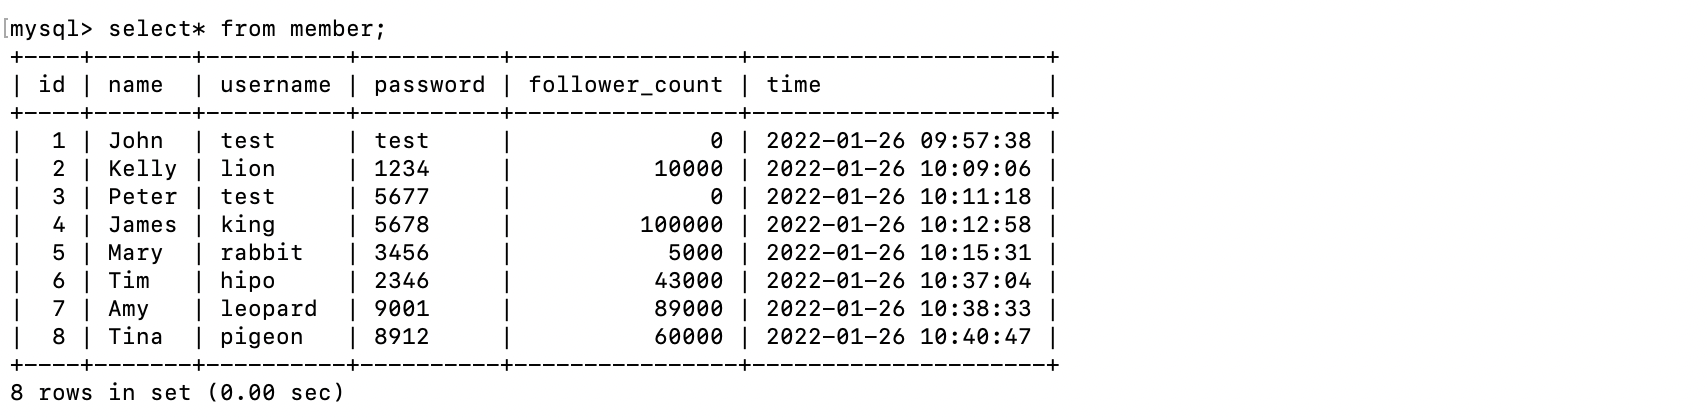 mysql> select* from member;
+----+-------+----------+----------+----------------+---------------------+
| id | name  | username | password | follower_count | time                |
+----+-------+----------+----------+----------------+---------------------+
|  1 | John  | test     | test     |              0 | 2022-01-26 09:57:38 |
|  2 | Kelly | lion     | 1234     |          10000 | 2022-01-26 10:09:06 |
|  3 | Peter | test     | 5677     |              0 | 2022-01-26 10:11:18 |
|  4 | James | king     | 5678     |         100000 | 2022-01-26 10:12:58 |
|  5 | Mary  | rabbit   | 3456     |           5000 | 2022-01-26 10:15:31 |
|  6 | Tim   | hipo     | 2346     |          43000 | 2022-01-26 10:37:04 |
|  7 | Amy   | leopard  | 9001     |          89000 | 2022-01-26 10:38:33 |
|  8 | Tina  | pigeon   | 8912     |          60000 | 2022-01-26 10:40:47 |
+----+-------+----------+----------+----------------+---------------------+
8 rows in set (0.00 sec)